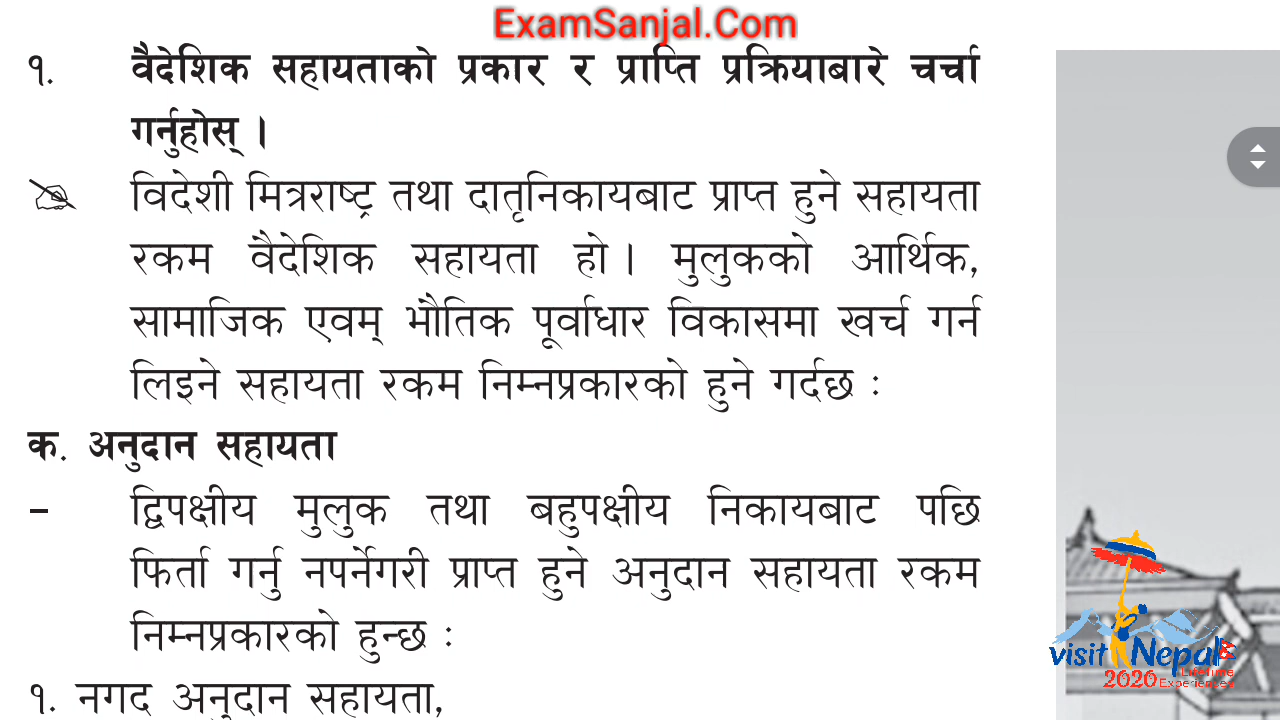 ExamSanjal.Com
१. वैदेशिक सहायताको प्रकार र प्राप्ति प्रक्रियाबारे चर्चा
गर्नुहोस् ।
विदेशी मित्रराष्ट्र तथा दातृनिकायबाट प्राप्त हुने सहायता
रकम वैदेशिक सहायता हो । मुलुकको आर्थिक,
सामाजिक एवम् भौतिक पूर्वाधार विकासमा खर्च गर्न
लिइने सहायता रकम निम्नप्रकारको हुने गर्दछ :
क. अनुदान सहायता
– द्विपक्षीय मुलुक तथा बहुपक्षीय निकायबाट पछि
फिर्ता गर्नु नपर्नेगरी प्राप्त हुने अनुदान सहायता रकम
निम्नप्रकारको हुन्छ :
१. नगद अनुदान सहायता,
visit Nepal
2020 Lifetime
Experiences